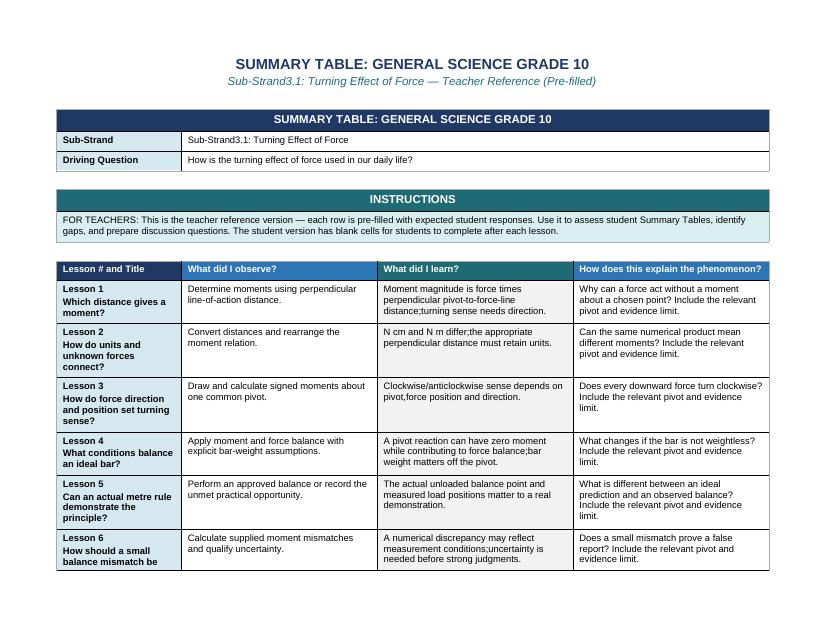 SUMMARY TABLE: GENERAL SCIENCE GRADE 10
Sub-Strand3.1: Turning Effect of Force — Teacher Reference (Pre-filled)
SUMMARY TABLE: GENERAL SCIENCE GRADE 10
Sub-Strand
Sub-Strand3.1: Turning Effect of Force
Driving Question
How is the turning effect of force used in our daily life?
INSTRUCTIONS
FOR TEACHERS: This is the teacher reference version — each row is pre-filled with expected student responses. Use it to assess student Summary Tables, identify
gaps, and prepare discussion questions. The student version has blank cells for students to complete after each lesson.
Lesson # and Title
What did I observe?
What did I learn?
How does this explain the phenomenon?
Lesson 1
Which distance gives a
moment?
Determine moments using perpendicular
line-of-action distance.
Moment magnitude is force times
perpendicular pivot-to-force-line
distance;turning sense needs direction.
Why can a force act without a moment
about a chosen point? Include the relevant
pivot and evidence limit.
Lesson 2
How do units and
unknown forces
connect?
Convert distances and rearrange the
moment relation.
N cm and N m differ;the appropriate
perpendicular distance must retain units.
Can the same numerical product mean
different moments? Include the relevant
pivot and evidence limit.
Lesson 3
How do force direction
and position set turning
sense?
Draw and calculate signed moments about
one common pivot.
Clockwise/anticlockwise sense depends on
pivot,force position and direction.
Does every downward force turn clockwise?
Include the relevant pivot and evidence
limit.
Lesson 4
What conditions balance
an ideal bar?
Apply moment and force balance with
explicit bar-weight assumptions.
A pivot reaction can have zero moment
while contributing to force balance;bar
weight matters off the pivot.
What changes if the bar is not weightless?
Include the relevant pivot and evidence
limit.
Lesson 5
Can an actual metre rule
demonstrate the
principle?
Perform an approved balance or record the
unmet practical opportunity.
The actual unloaded balance point and
measured load positions matter to a real
demonstration.
What is different between an ideal
prediction and an observed balance?
Include the relevant pivot and evidence
limit.
Lesson 6
How should a small
balance mismatch be
Calculate supplied moment mismatches
and qualify uncertainty.
A numerical discrepancy may reflect
measurement conditions;uncertainty is
needed before strong judgments.
Does a small mismatch prove a false
report? Include the relevant pivot and
evidence limit.